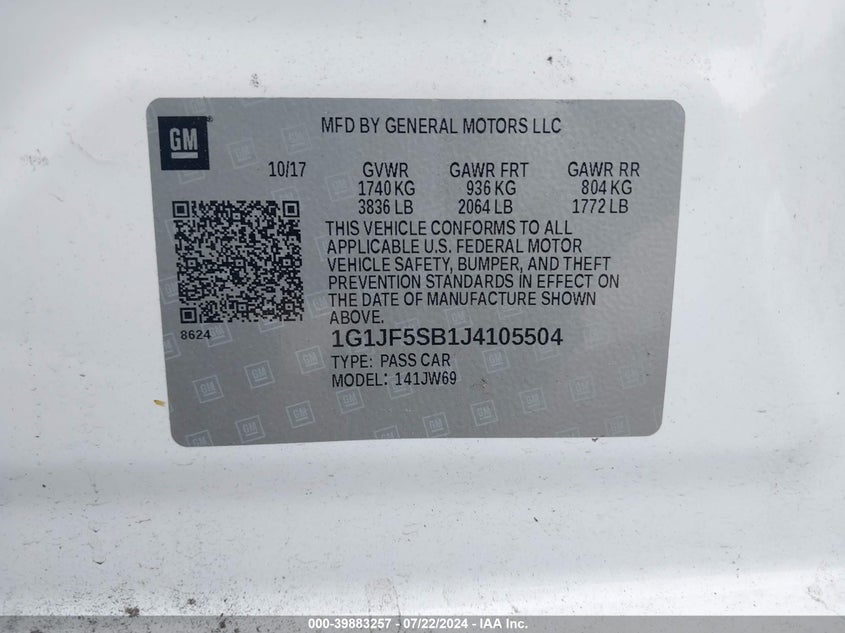 GM
MFD BY GENERAL MOTORS LLC
10/17 GVWR GAWR FRT GAWR RR
1740 KG 936 KG 804 KG
3836 LB 2064 LB 1772 LB
THIS VEHICLE CONFORMS TO ALL
APPLICABLE U.S. FEDERAL MOTOR
VEHICLE SAFETY, BUMPER, AND THEFT
PREVENTION STANDARDS IN EFFECT ON
THE DATE OF MANUFACTURE SHOWN
ABOVE.
8624
1G1JF5SB1J4105504
TYPE: PASS CAR
MODEL: 141JW69
000-39883257 - 07/22/2024 - IAAI.COM